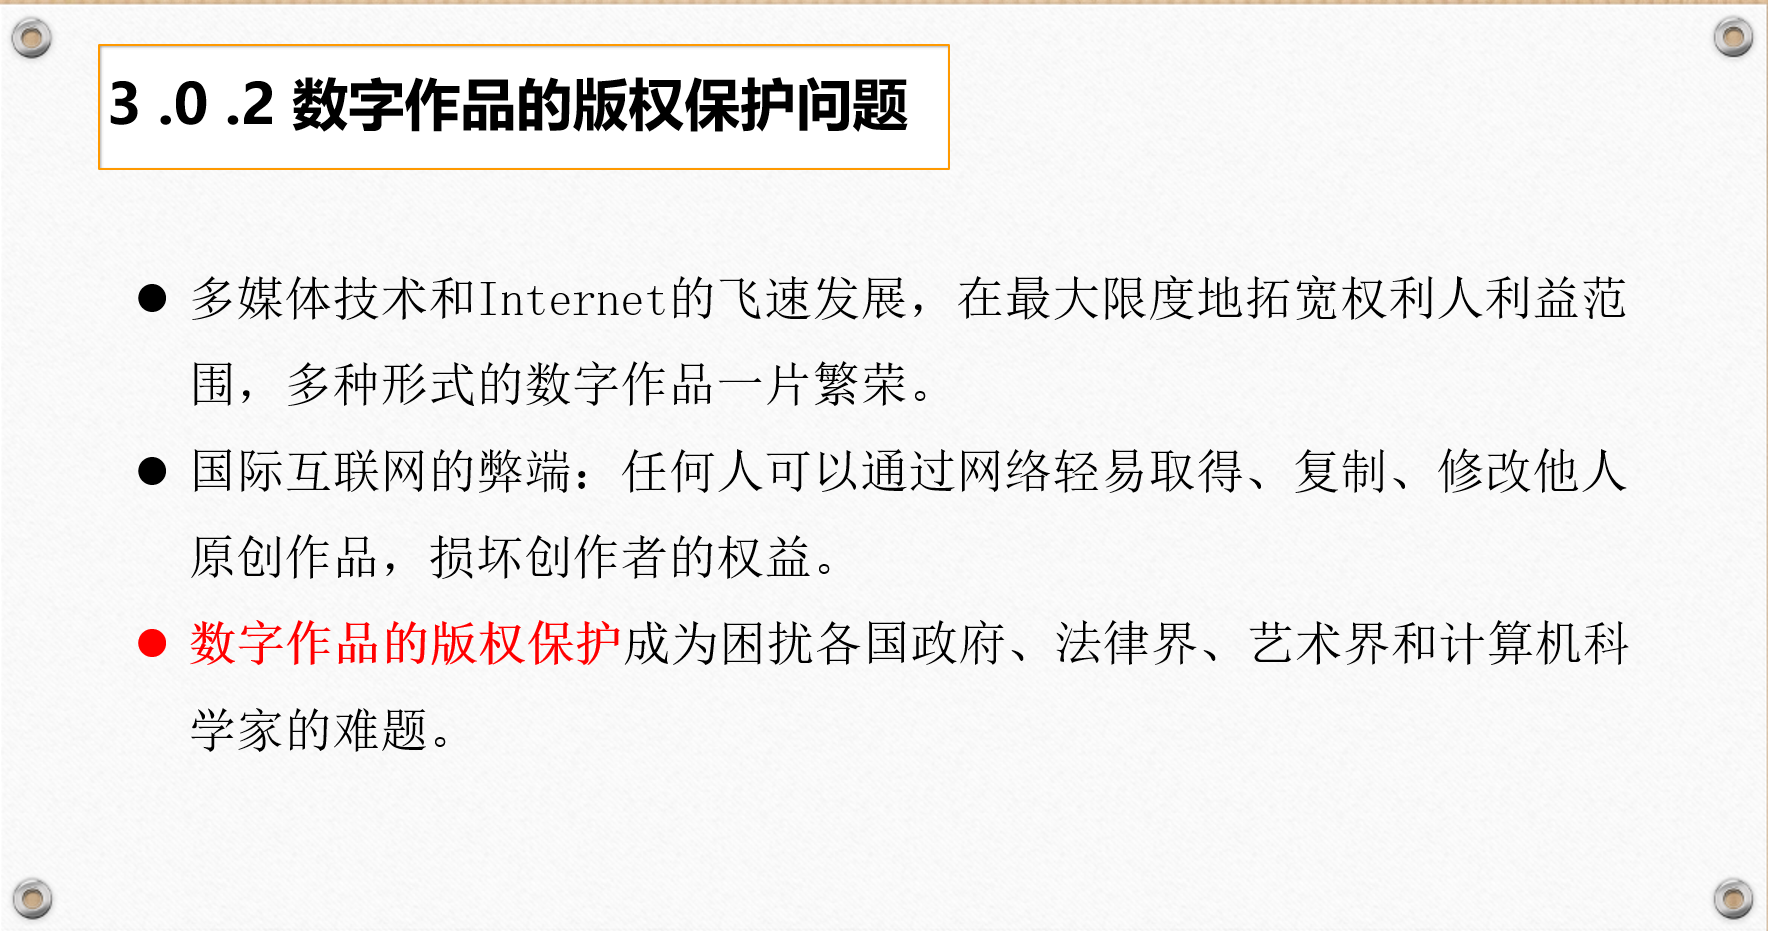 3 .0 .2 数字作品的版权保护问题
● 多媒体技术和Internet的飞速发展，在最大限度地拓宽权利人利益范
围，多种形式的数字作品一片繁荣。
● 国际互联网的弊端：任何人可以通过网络轻易取得、复制、修改他人
原创作品，损坏创作者的权益。
● 数字作品的版权保护成为困扰各国政府、法律界、艺术界和计算机科
学家的难题。